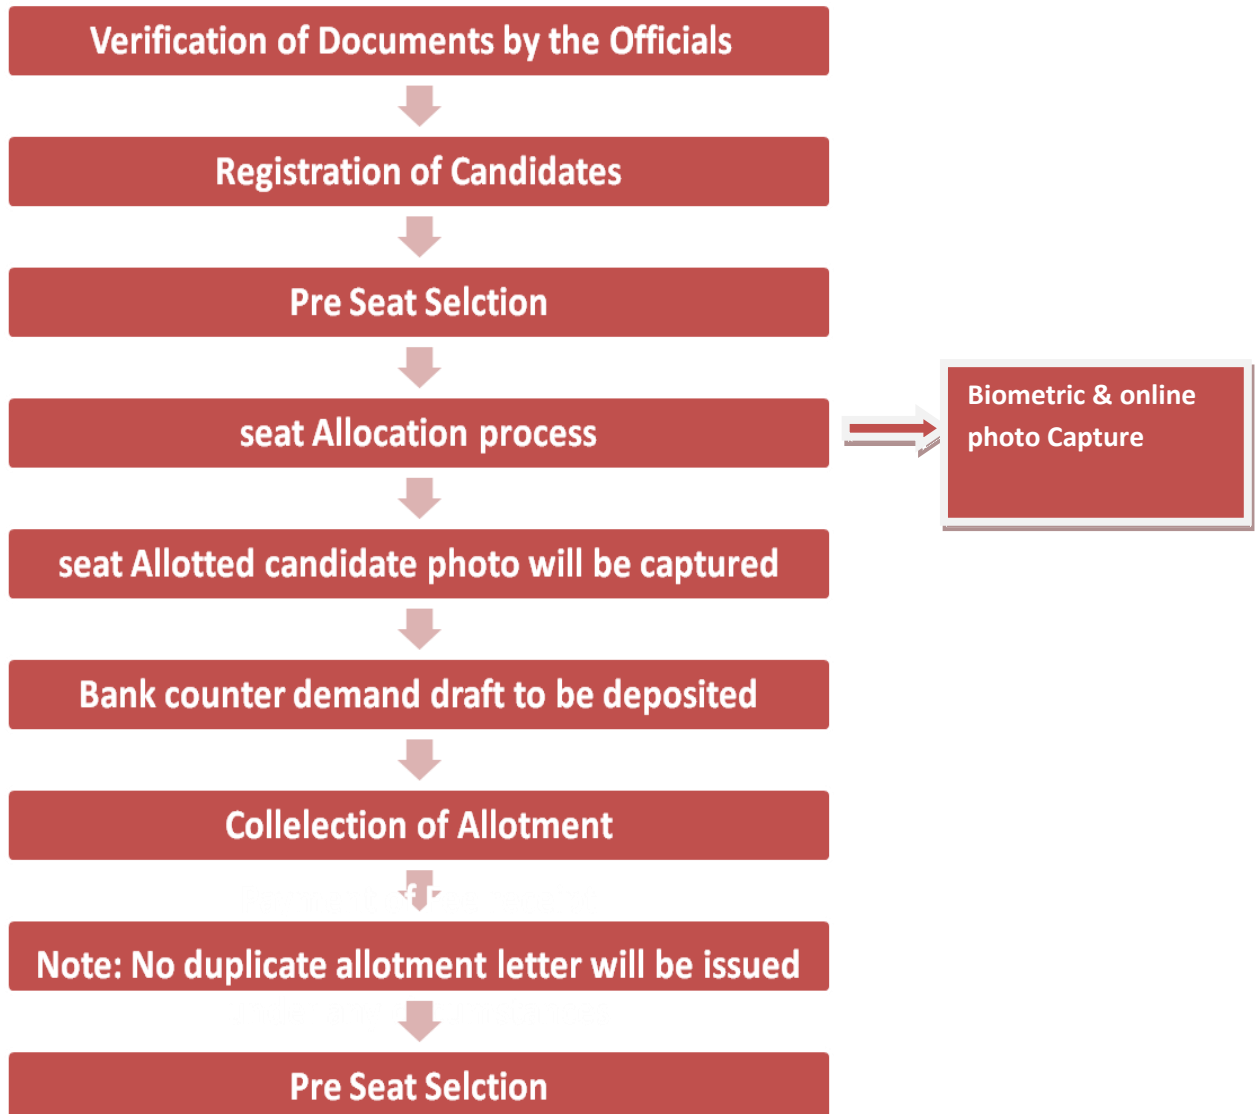 Verification of Documents by the Officials
Registration of Candidates
Pre Seat Selction
seat Allocation process
Biometric & online
photo Capture
seat Allotted candidate photo will be captured
Bank counter demand draft to be deposited
Collelection of Allotment
Note: No duplicate allotment letter will be issued
Pre Seat Selction